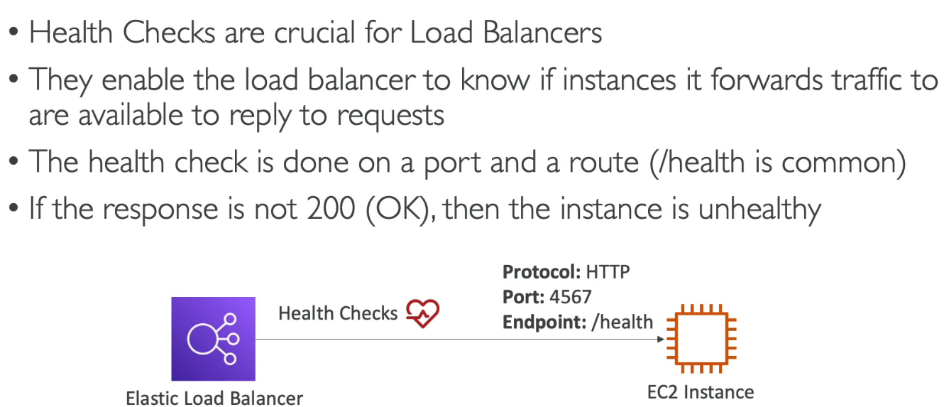 • Health Checks are crucial for Load Balancers
• They enable the load balancer to know if instances it forwards traffic to
are available to reply to requests
• The health check is done on a port and a route (/health is common)
• If the response is not 200 (OK), then the instance is unhealthy
Protocol: HTTP
Port: 4567
Endpoint: /health
Health Checks
Elastic Load Balancer
EC2 Instance